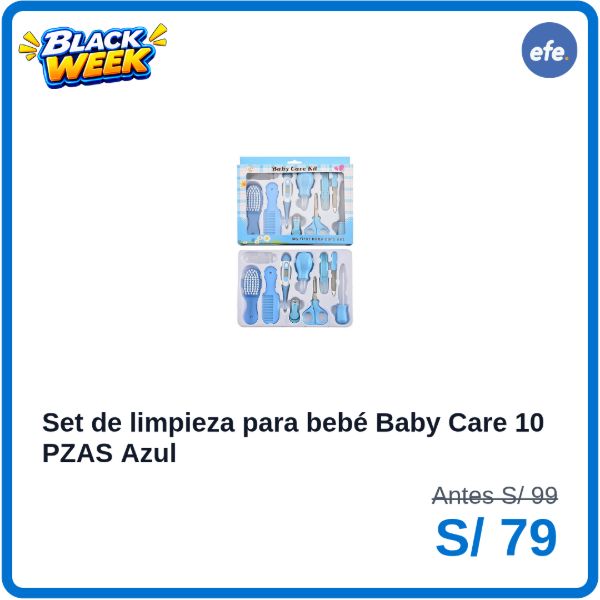 BLACK
WEEK
efe.
Baby Care Kit
Set de limpieza para bebé Baby Care 10
PZAS Azul
Antes S/ 99
S/ 79